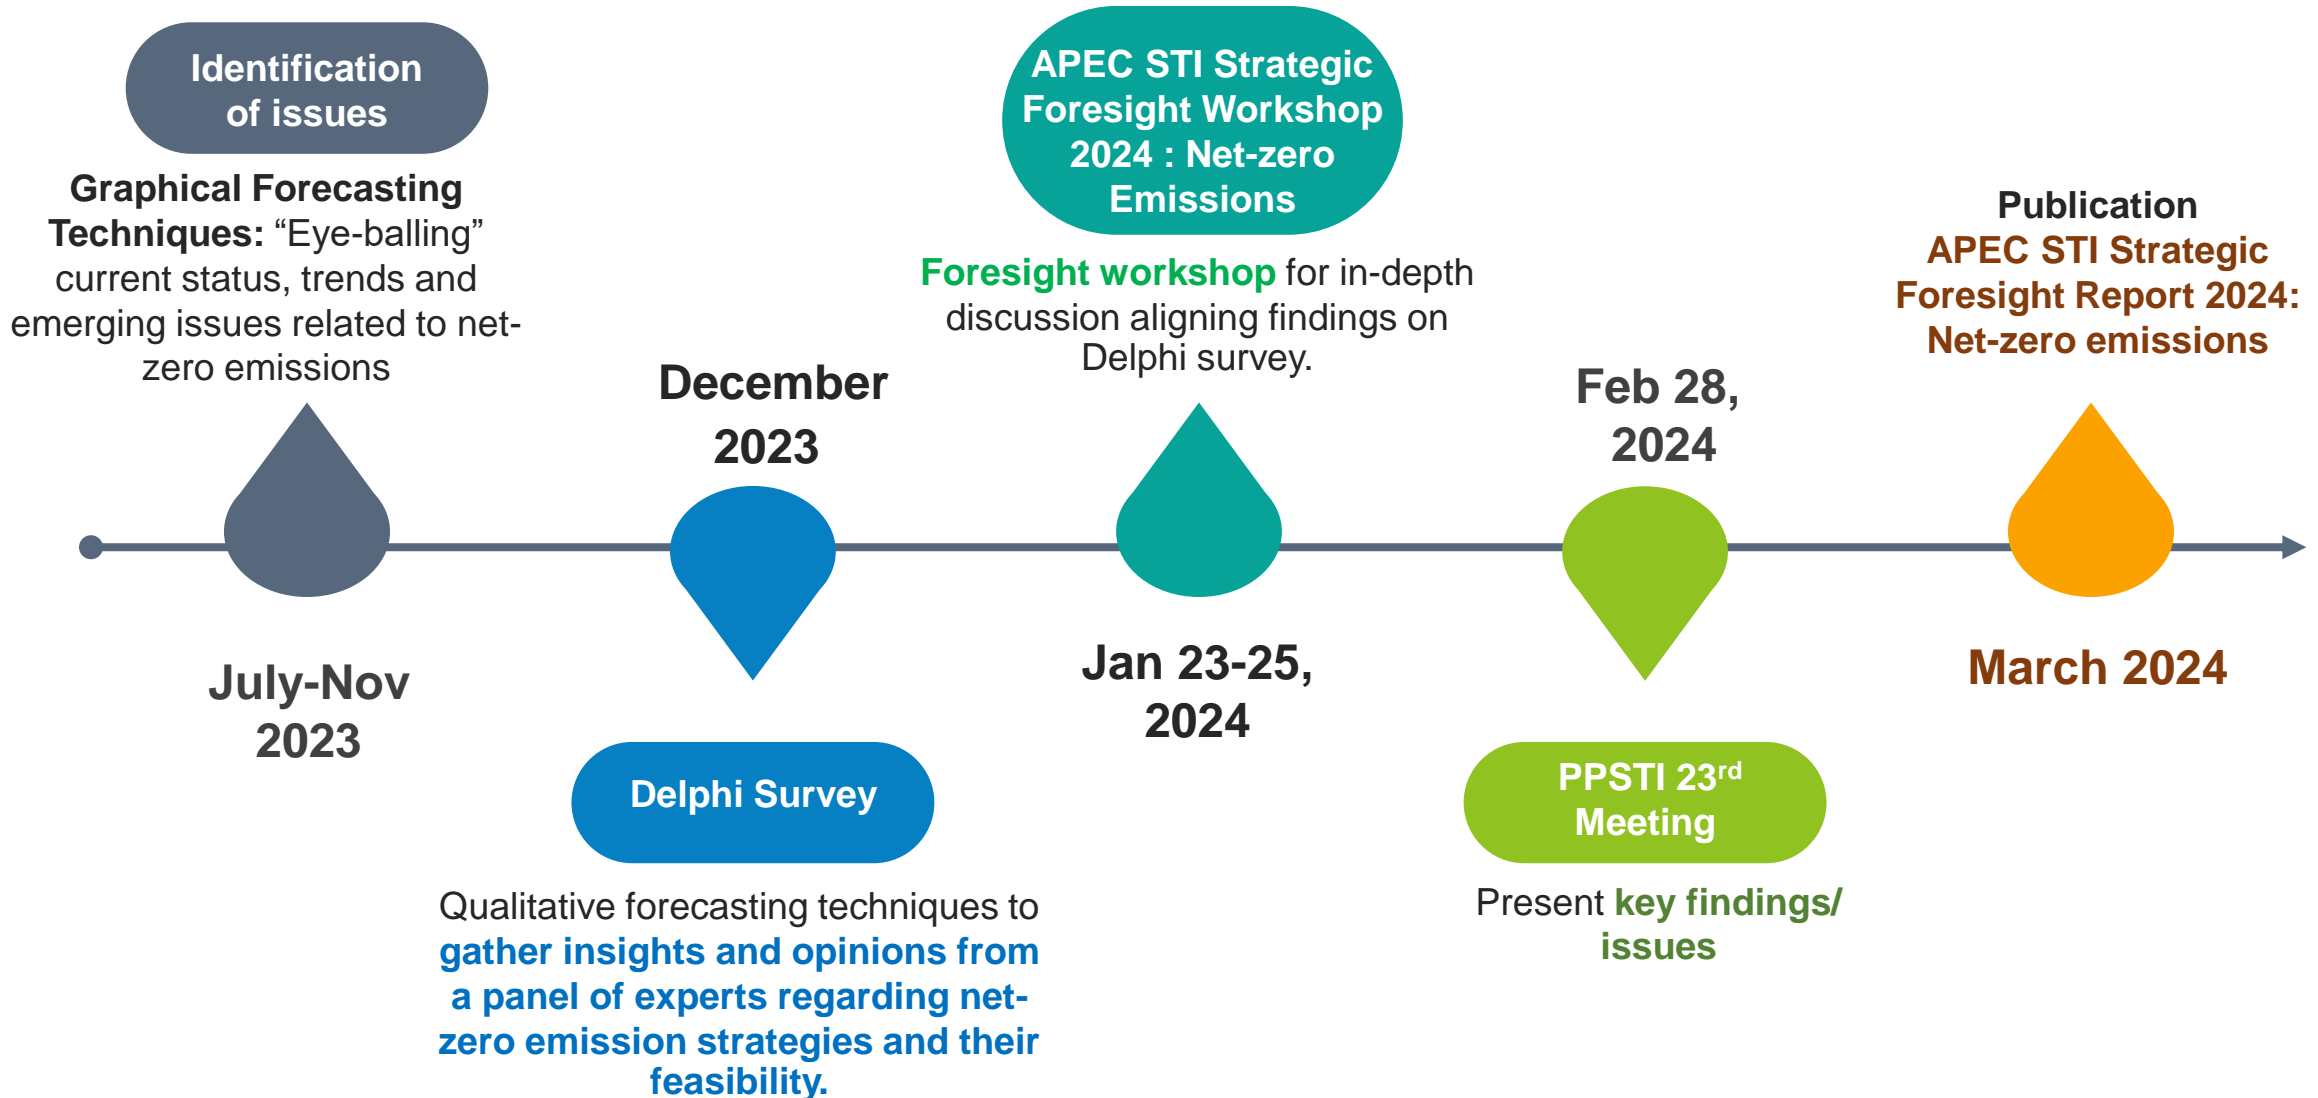 Identification
of issues
Graphical Forecasting
Techniques: “Eye-balling”
current status, trends and
emerging issues related to net-
zero emissions
July-Nov
2023
December
2023
Delphi Survey
Qualitative forecasting techniques to
gather insights and opinions from
a panel of experts regarding net-
zero emission strategies and their
feasibility.
APEC STI Strategic
Foresight Workshop
2024 : Net-zero
Emissions
Foresight workshop for in-depth
discussion aligning findings on
Delphi survey.
Jan 23-25,
2024
Feb 28,
2024
PPSTI 23rd
Meeting
Present key findings/
issues
Publication
APEC STI Strategic
Foresight Report 2024:
Net-zero emissions
March 2024